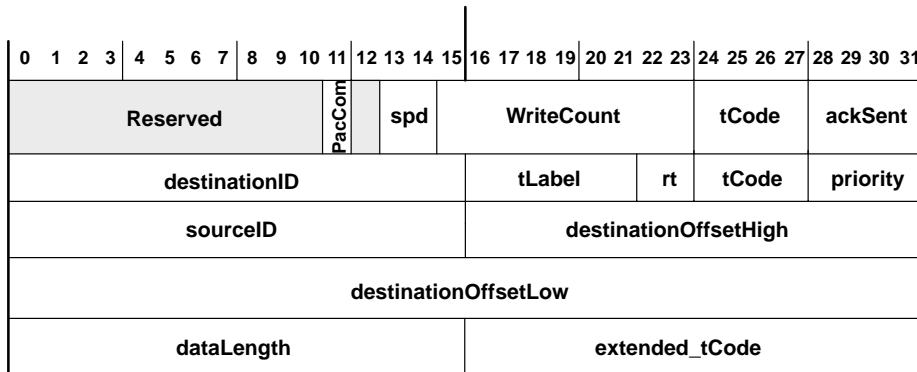 0 1 2 3 4 5 6 7 8 9 10 11 12 13 14 15 16 17 18 19 20 21 22 23 24 25 26 27 28 29 30 31
Reserved PacCom spd WriteCount tCode ackSent
destinationID tLabel rt tCode priority
sourceID destinationOffsetHigh
destinationOffsetLow
dataLength extended_tCode